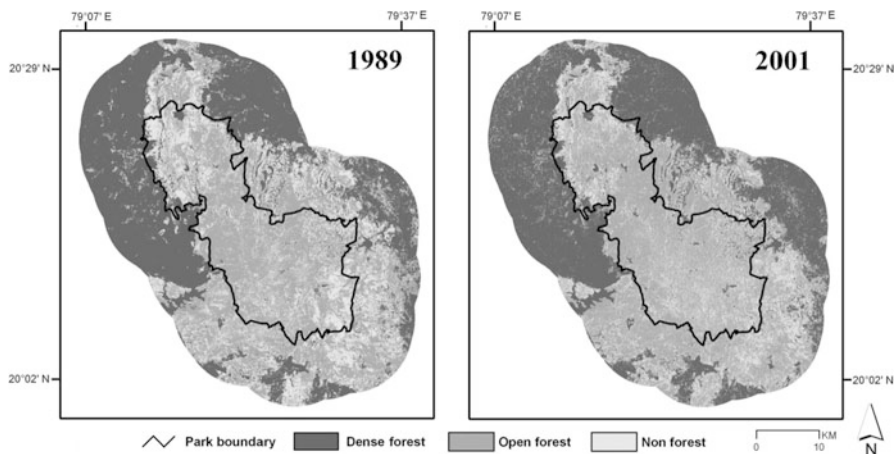 79°07' E 79°37' E 79°07' E 79°37' E
1989 2001
20°29' N 20°29' N
20°02' N 20°02' N
Park boundary Dense forest Open forest Non forest 0 10 KM
N